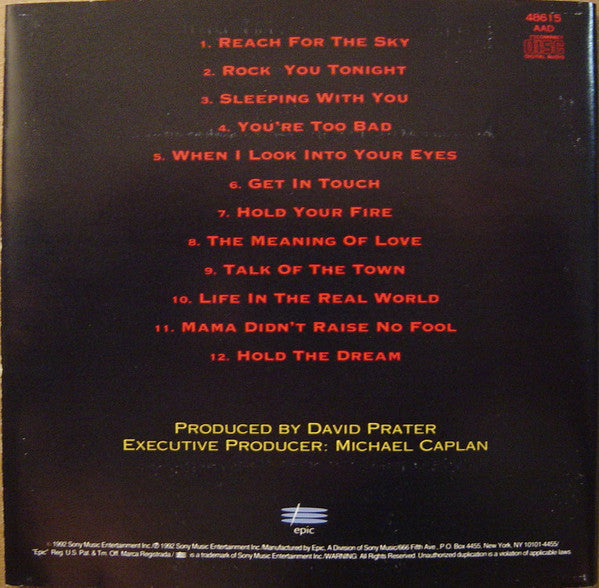 48615
AAD
COMPACT
DISC
DIGITAL AUDIO
1. REACH FOR THE SKY
2. ROCK YOU TONIGHT
3. SLEEPING WITH YOU
4. YOU'RE TOO BAD
5. WHEN I LOOK INTO YOUR EYES
6. GET IN TOUCH
7. HOLD YOUR FIRE
8. THE MEANING OF LOVE
9. TALK OF THE TOWN
10. LIFE IN THE REAL WORLD
11. MAMA DIDN'T RAISE NO FOOL
12. HOLD THE DREAM
PRODUCED BY DAVID PRATER
EXECUTIVE PRODUCER: MICHAEL CAPLAN
epic
© 1992 Sony Music Entertainment Inc./℗ 1992 Sony Music Entertainment Inc./Manufactured by Epic, A Division of Sony Music/666 Fifth Ave., P.O. Box 4455, New York, NY 10101-4455/
"Epic" Reg. U.S. Pat. & Tm. Off. Marca Registrada./ is a trademark of Sony Music Entertainment Inc./WARNING: All Rights Reserved. Unauthorized duplication is a violation of applicable laws